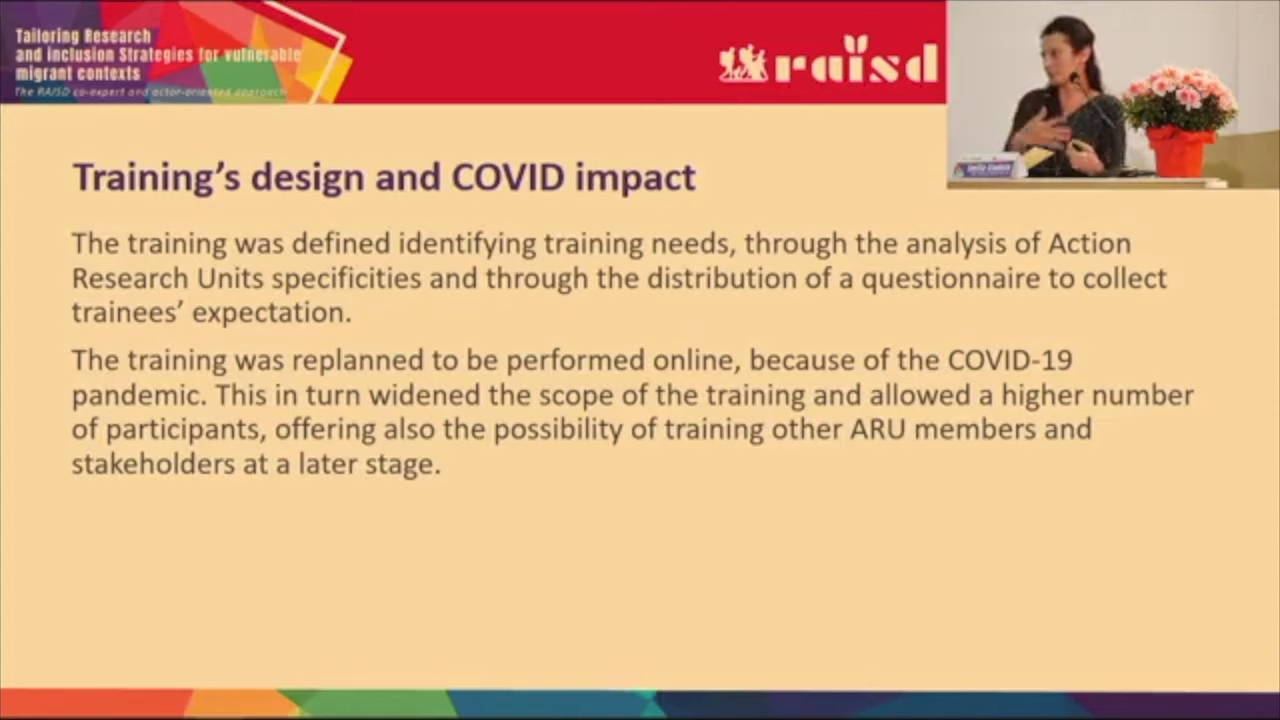 Tailoring Research
and Inclusion Strategies for vulnerable
migrant contexts
The RAISD co-expert and actor-oriented approach
raisd
Training’s design and COVID impact
The training was defined identifying training needs, through the analysis of Action
Research Units specificities and through the distribution of a questionnaire to collect
trainees’ expectation.
The training was replanned to be performed online, because of the COVID-19
pandemic. This in turn widened the scope of the training and allowed a higher number
of participants, offering also the possibility of training other ARU members and
stakeholders at a later stage.